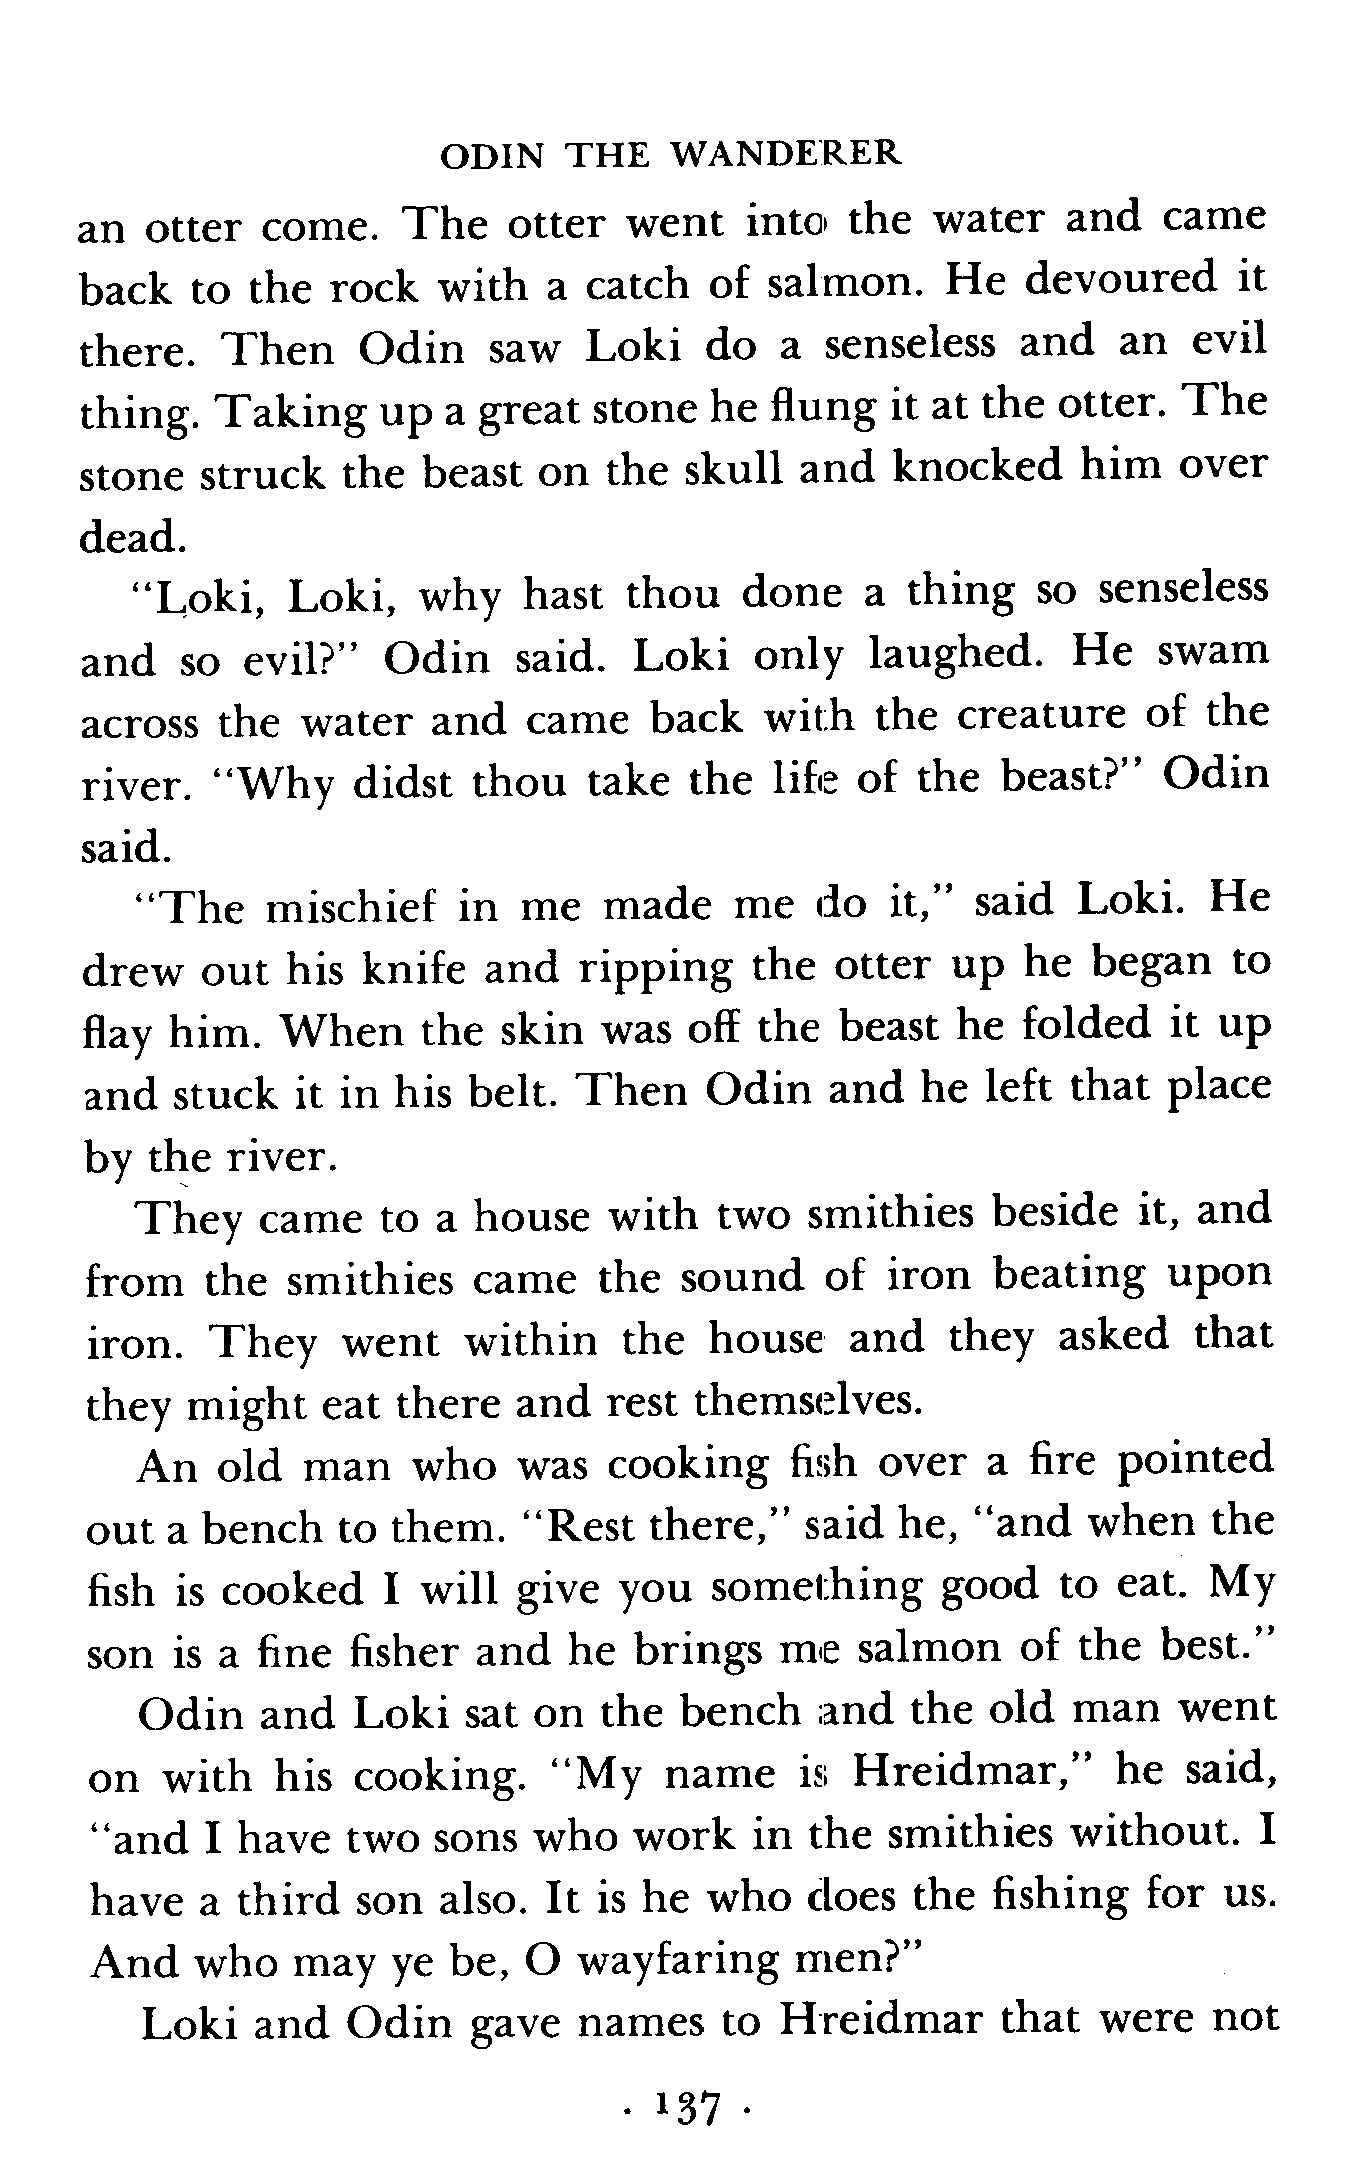 ODIN THE WANDERER
an otter come. The otter went into the water and came
back to the rock with a catch of salmon. He devoured it
there. Then Odin saw Loki do a senseless and an evil
thing. Taking up a great stone he flung it at the otter. The
stone struck the beast on the skull and knocked him over
dead.
“Loki, Loki, why hast thou done a thing so senseless
and so evil?” Odin said. Loki only laughed. He swam
across the water and came back with the creature of the
river. “Why didst thou take the life of the beast?” Odin
said.
“The mischief in me made me do it,” said Loki. He
drew out his knife and ripping the otter up he began to
flay him. When the skin was off the beast he folded it up
and stuck it in his belt. Then Odin and he left that place
by the river.
They came to a house with two smithies beside it, and
from the smithies came the sound of iron beating upon
iron. They went within the house and they asked that
they might eat there and rest themselves.
An old man who was cooking fish over a fire pointed
out a bench to them. “Rest there,” said he, “and when the
fish is cooked I will give you something good to eat. My
son is a fine fisher and he brings me salmon of the best.”
Odin and Loki sat on the bench and the old man went
on with his cooking. “My name is Hreidmar,” he said,
“and I have two sons who work in the smithies without. I
have a third son also. It is he who does the fishing for us.
And who may ye be, O wayfaring men?”
Loki and Odin gave names to Hreidmar that were not
· 137 ·